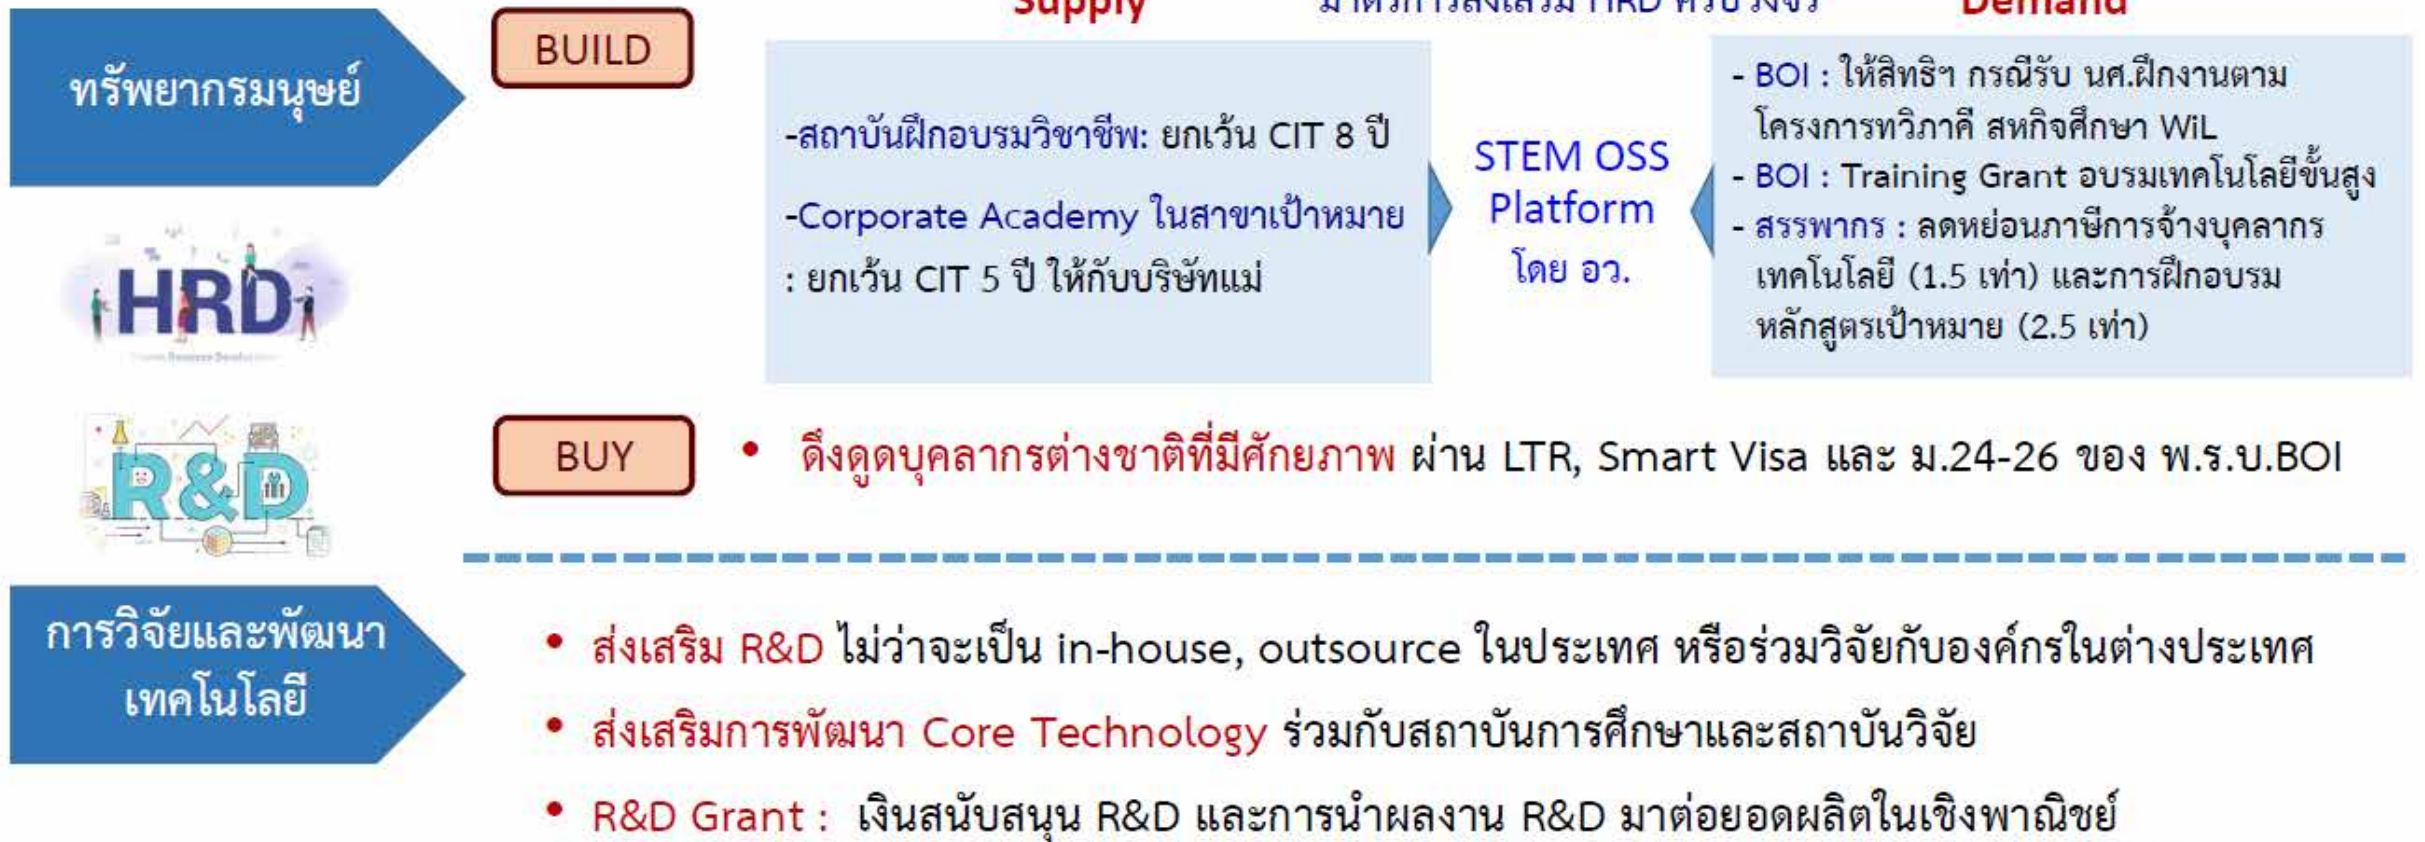 Supply
มาตรการส่งเสริม HRD ครบวงจร
Demand
ทรัพยากรมนุษย์
BUILD
-สถาบันฝึกอบรมวิชาชีพ: ยกเว้น CIT 8 ปี
-Corporate Academy ในสาขาเป้าหมาย
: ยกเว้น CIT 5 ปี ให้กับบริษัทแม่
STEM OSS
Platform
โดย อว.
- BOI : ให้สิทธิฯ กรณีรับ นศ.ฝึกงานตาม
โครงการทวิภาคี สหกิจศึกษา WiL
- BOI : Training Grant อบรมเทคโนโลยีขั้นสูง
- สรรพากร : ลดหย่อนภาษีการจ้างบุคลากร
เทคโนโลยี (1.5 เท่า) และการฝึกอบรม
หลักสูตรเป้าหมาย (2.5 เท่า)
HRD
R&D
BUY
• ดึงดูดบุคลากรต่างชาติที่มีศักยภาพ ผ่าน LTR, Smart Visa และ ม.24-26 ของ พ.ร.บ.BOI
การวิจัยและพัฒนา
เทคโนโลยี
• ส่งเสริม R&D ไม่ว่าจะเป็น in-house, outsource ในประเทศ หรือร่วมวิจัยกับองค์กรในต่างประเทศ
• ส่งเสริมการพัฒนา Core Technology ร่วมกับสถาบันการศึกษาและสถาบันวิจัย
• R&D Grant : เงินสนับสนุน R&D และการนำผลงาน R&D มาต่อยอดผลิตในเชิงพาณิชย์